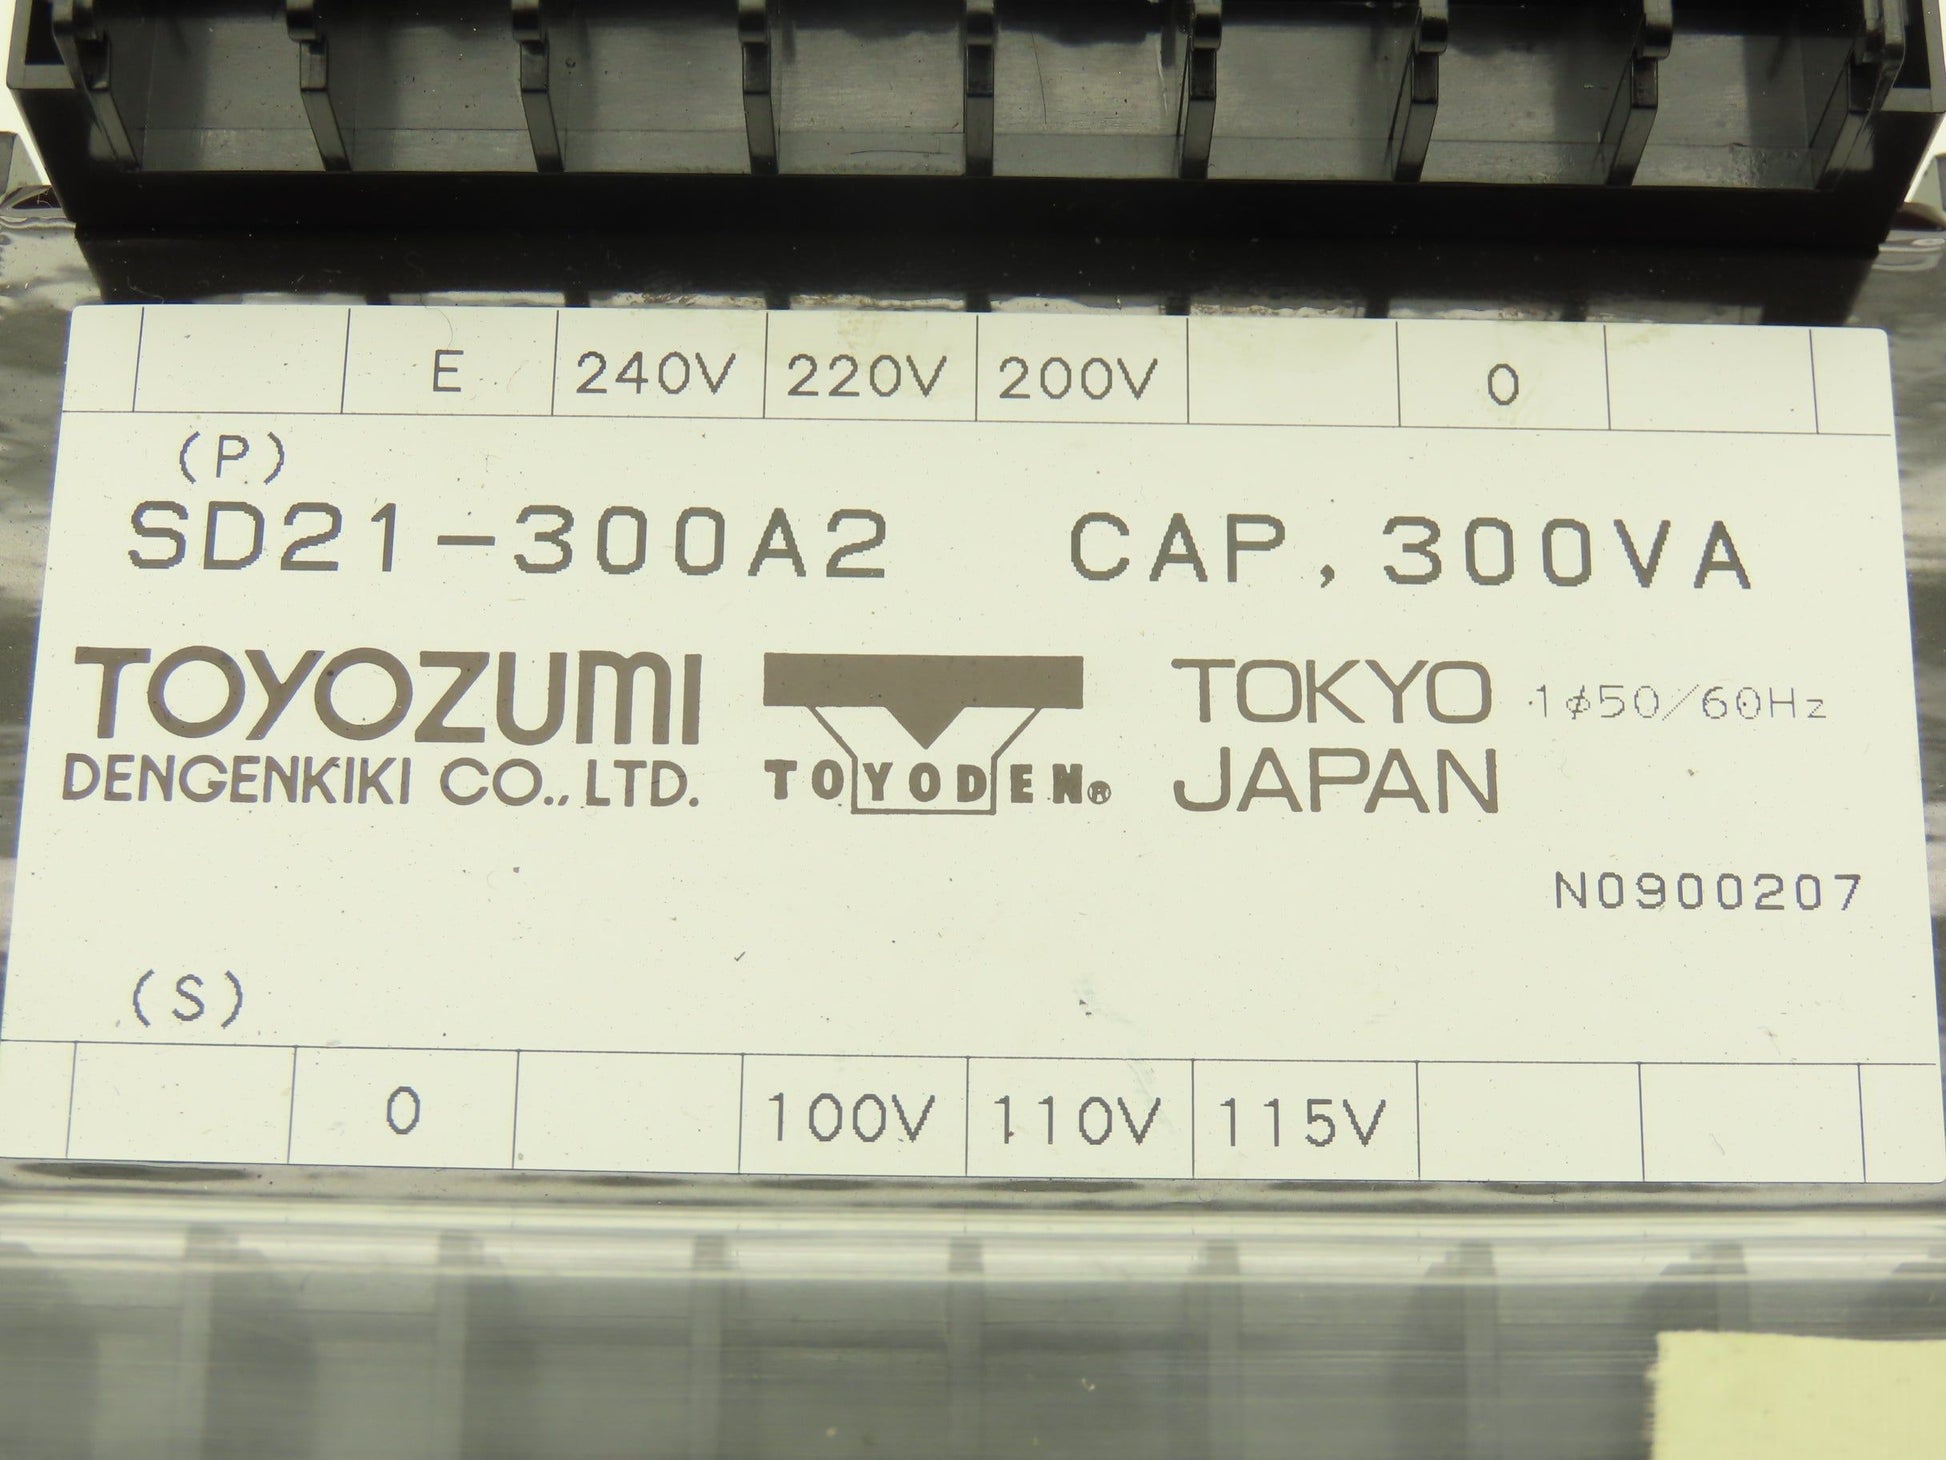 E 240V 220V 200V 0
(P)
SD21-300A2 CAP, 300VA
TOYOZUMI
DENGENKIKI CO., LTD.
TOYODEN®
TOKYO
JAPAN
1φ50/60Hz
N0900207
(S)
0 100V 110V 115V